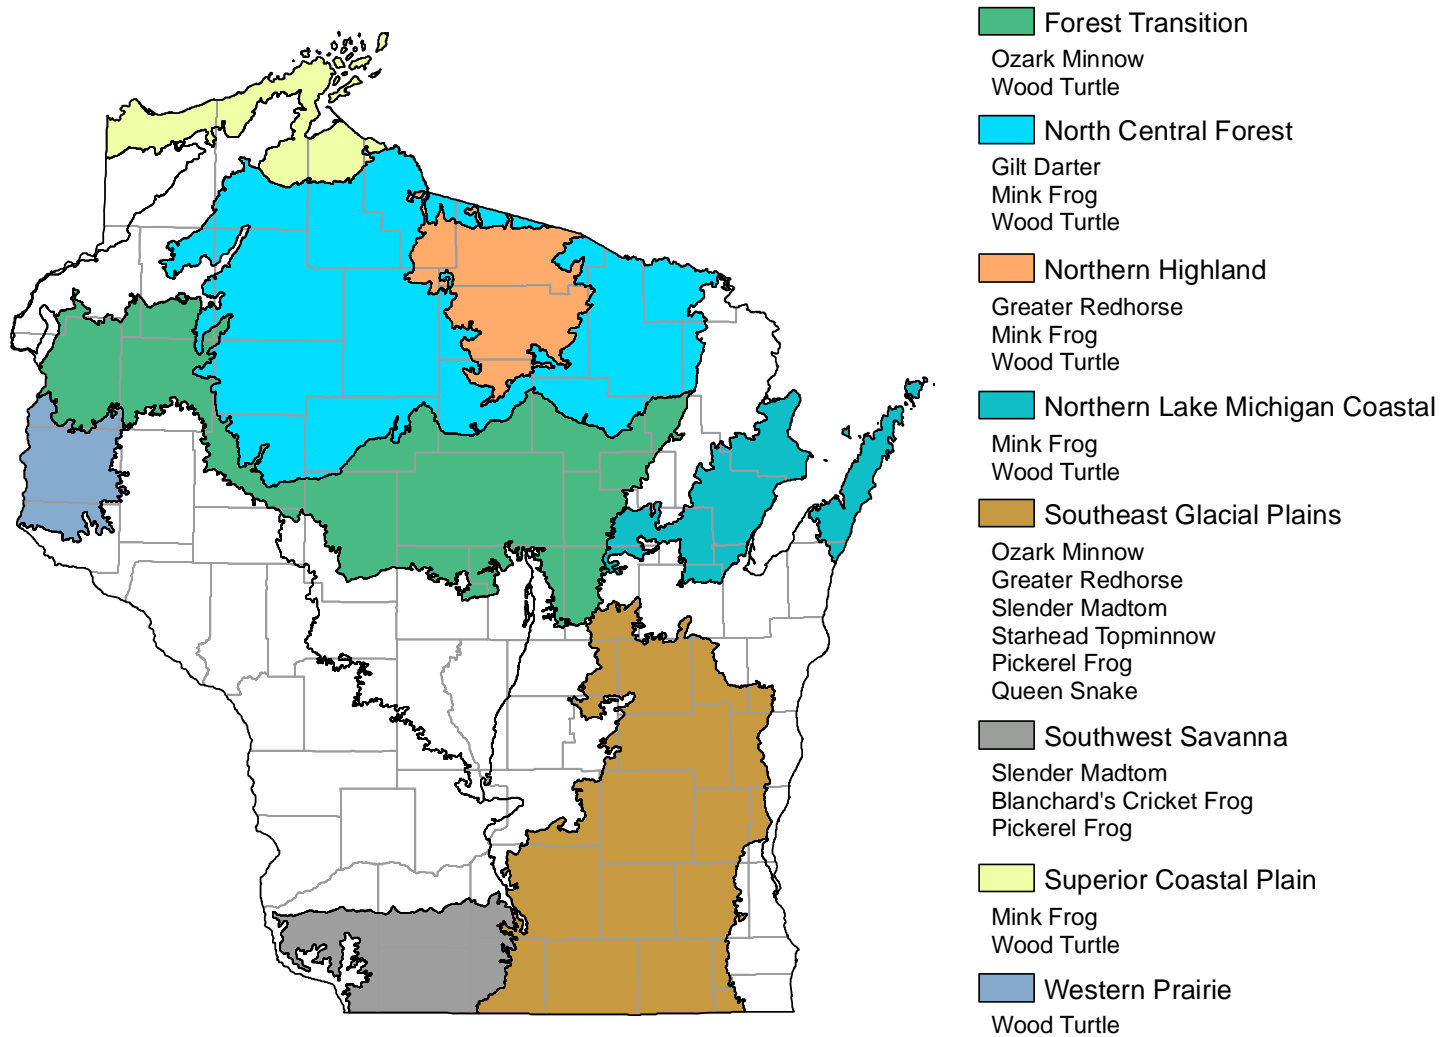 Forest Transition
Ozark Minnow
Wood Turtle
North Central Forest
Gilt Darter
Mink Frog
Wood Turtle
Northern Highland
Greater Redhorse
Mink Frog
Wood Turtle
Northern Lake Michigan Coastal
Mink Frog
Wood Turtle
Southeast Glacial Plains
Ozark Minnow
Greater Redhorse
Slender Madtom
Starhead Topminnow
Pickerel Frog
Queen Snake
Southwest Savanna
Slender Madtom
Blanchard's Cricket Frog
Pickerel Frog
Superior Coastal Plain
Mink Frog
Wood Turtle
Western Prairie
Wood Turtle